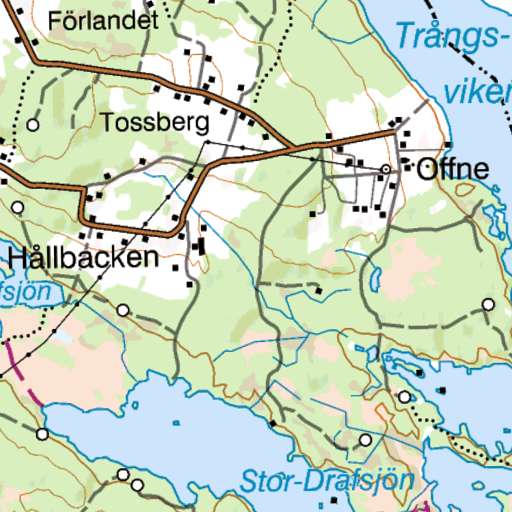 Förlandet
Trångs-
viken
Tossberg
Offne
Hållbacken
Stor-Drafsjön